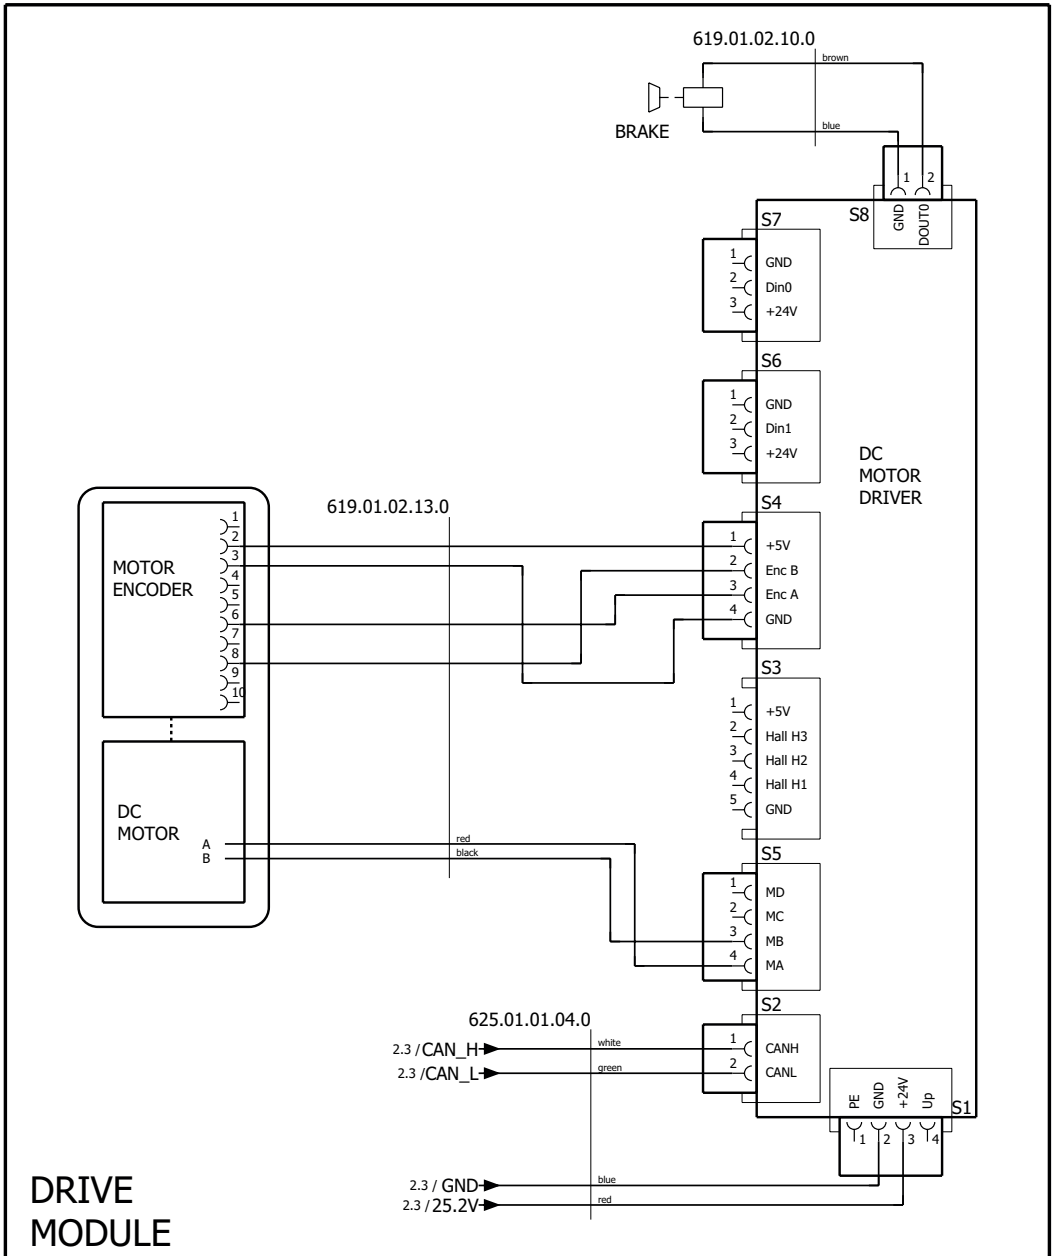 619.01.02.10.0
brown
BRAKE
blue
1 2
S8
GND
DOUT0
S7
1 GND
2 Din0
3 +24V
S6
1 GND
2 Din1
3 +24V
DC
MOTOR
DRIVER
619.01.02.13.0
S4
1 +5V
2 Enc B
3 Enc A
4 GND
MOTOR
ENCODER
1
2
3
4
5
6
7
8
9
10
S3
1 +5V
2 Hall H3
3 Hall H2
4 Hall H1
5 GND
DC
MOTOR
A
B
red
black
S5
1 MD
2 MC
3 MB
4 MA
625.01.01.04.0
S2
2.3 / CAN_H
white
1 CANH
2.3 / CAN_L
green
2 CANL
PE
GND
+24V
Up
S1
1 2 3 4
2.3 / GND
blue
2.3 / 25.2V
red
DRIVE
MODULE